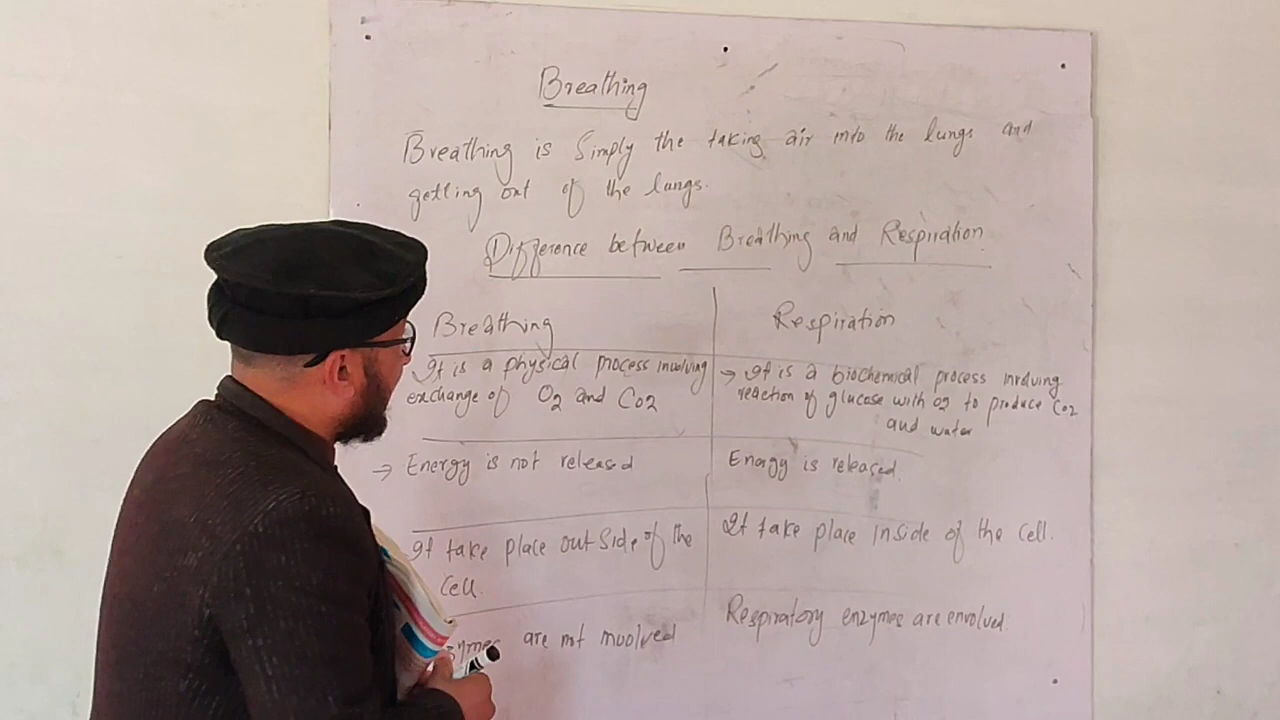 Breathing
Breathing is Simply the taking air into the lungs and
getting out of the lungs.
Difference between Breathing and Respiration.
Breathing
Respiration
It is a physical process involving
exchange of O2 and Co2
→ It is a biochemical process involving
reaction of glucose with o2 to produce Co2
and water
→ Energy is not released
Energy is released.
It take place out Side of the
Cell.
It take place Inside of the Cell.
are not involved
Respiratory enzymes are envolved.